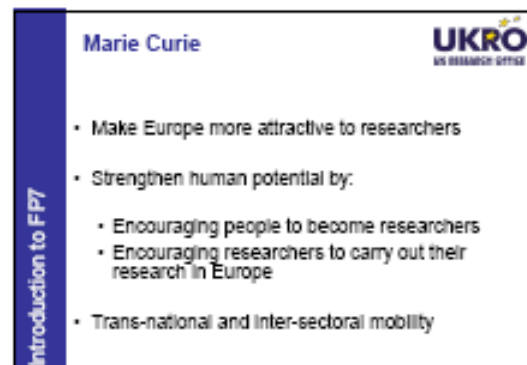 Marie Curie
UKRO
UK RESEARCH OFFICE
• Make Europe more attractive to researchers
• Strengthen human potential by:
• Encouraging people to become researchers
• Encouraging researchers to carry out their
research in Europe
• Trans-national and inter-sectoral mobility
Introduction to FP7